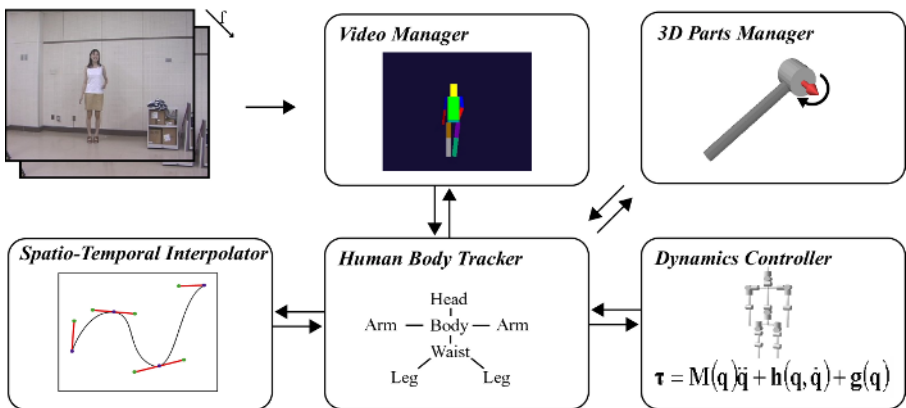 t
Video Manager
3D Parts Manager
Spatio-Temporal Interpolator
Human Body Tracker
Head
Arm Body Arm
Waist
Leg Leg
Dynamics Controller
τ = M(q)q̈ + h(q, q̇) + g(q)